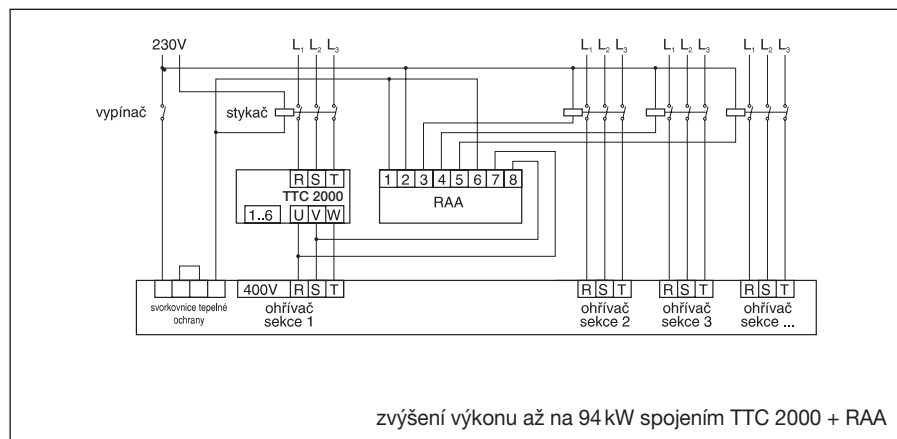 230V L1 L2 L3 L1 L2 L3 L1 L2 L3 L1 L2 L3
vypínač stykač
R S T 1 2 3 4 5 6 7 8
TTC 2000 RAA
1..6 U V W
400V R S T R S T R S T R S T
svorkovnice tepelné ohřívač ohřívač ohřívač ohřívač
ochrany sekce 1 sekce 2 sekce 3 sekce ...
zvýšení výkonu až na 94 kW spojením TTC 2000 + RAA